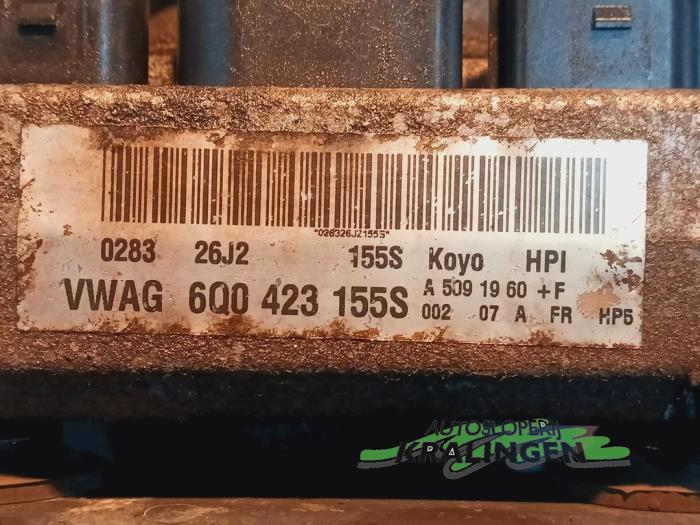 *028326J2155S*
0283 26J2 155S Koyo HPI
VWAG 6Q0 423 155S A 509 19 60 +F
002 07 A FR HP5
AUTOSLOPERIJ
KRALINGEN